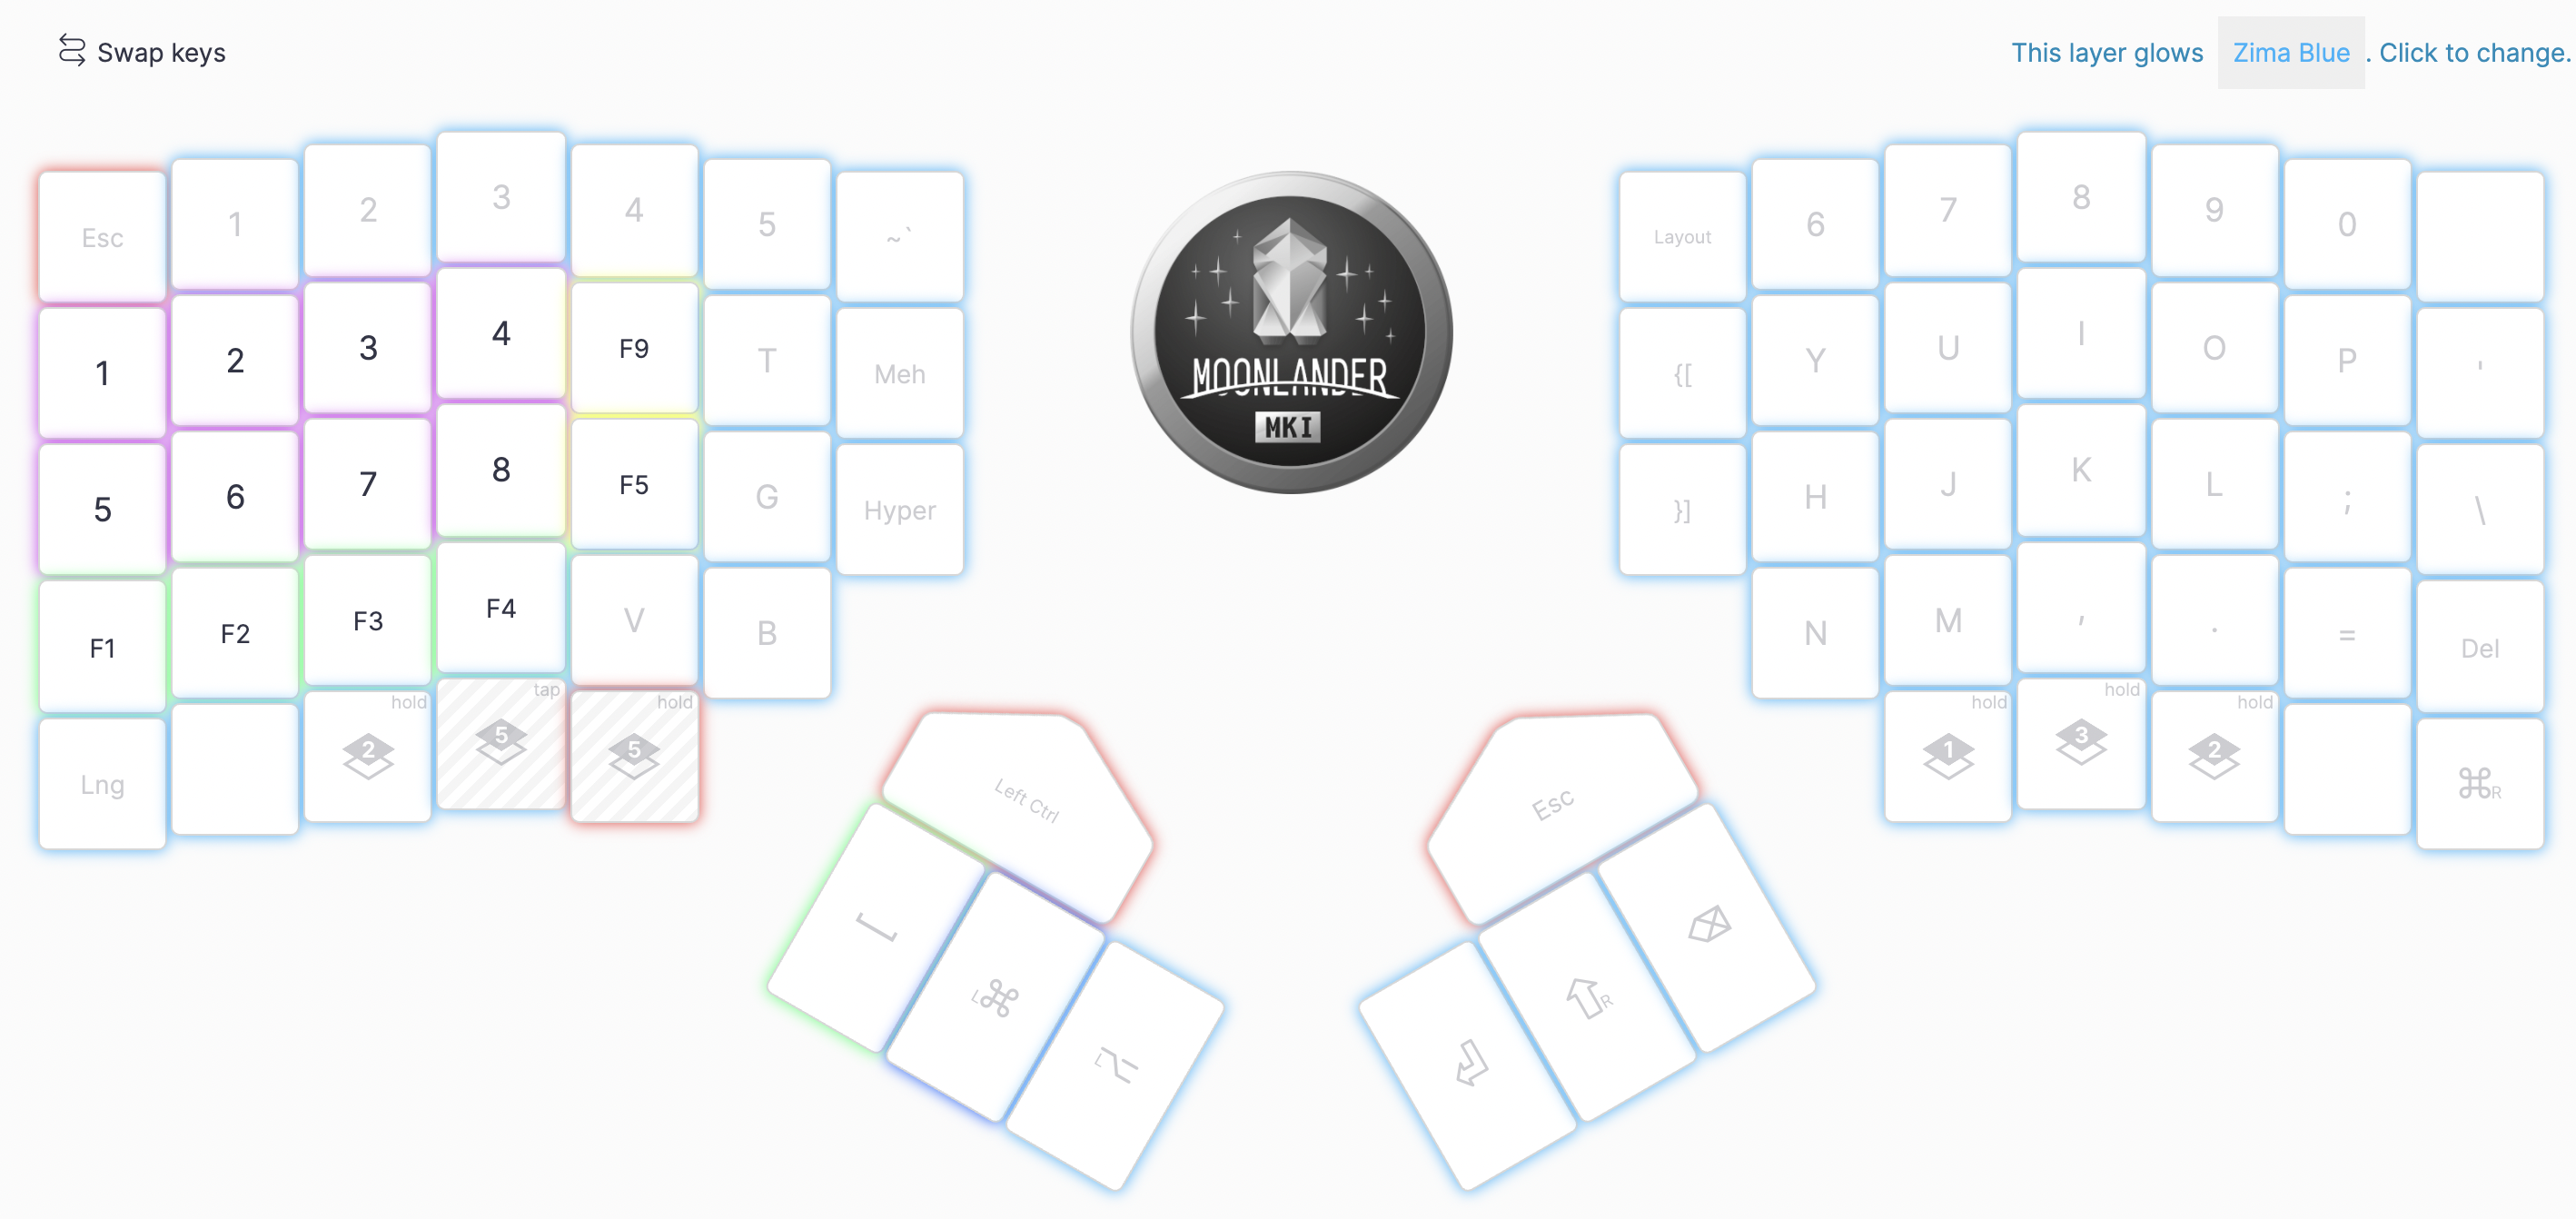 Swap keys
This layer glows Zima Blue . Click to change.
Esc 1 2 3 4 5 ~ `
Layout 6 7 8 9 0
1 2 3 4 F9 T Meh
{[ Y U I O P '
5 6 7 8 F5 G Hyper
}] H J K L ; \
F1 F2 F3 F4 V B
N M , . = Del
Lng
hold 2
tap 5
hold 5
hold 1
hold 3
hold 2
⌘R
Left Ctrl
Esc
L⌘
L⌥
R
MOONLANDER
MKI